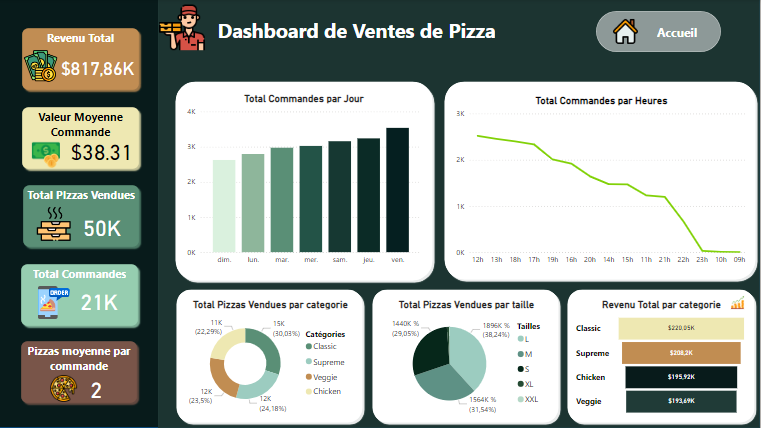 Dashboard de Ventes de Pizza
Accueil
Revenu Total
$817,86K
Valeur Moyenne
Commande
$38.31
Total PIzzas Vendues
50K
Total Commandes
ORDER
21K
Pizzas moyenne par
commande
2
Total Commandes par Jour
4K
3K
2K
1K
0K
dim.
lun.
mar.
mer.
sam.
jeu.
ven.
Total Commandes par Heures
3K
2K
1K
0K
12h
13h
18h
17h
19h
16h
20h
14h
15h
11h
21h
22h
23h
10h
09h
Total Pizzas Vendues par categorie
11K
(22,29%)
15K
(30,03%)
12K
(23,5%)
12K
(24,18%)
Catégories
Classic
Supreme
Veggie
Chicken
Total Pizzas Vendues par taille
1440K %
(29,05%)
1896K %
(38,24%)
1564K %
(31,54%)
Tailles
L
M
S
XL
XXL
Revenu Total par categorie
Classic
$220,05K
Supreme
$208,2K
Chicken
$195,92K
Veggie
$193,69K